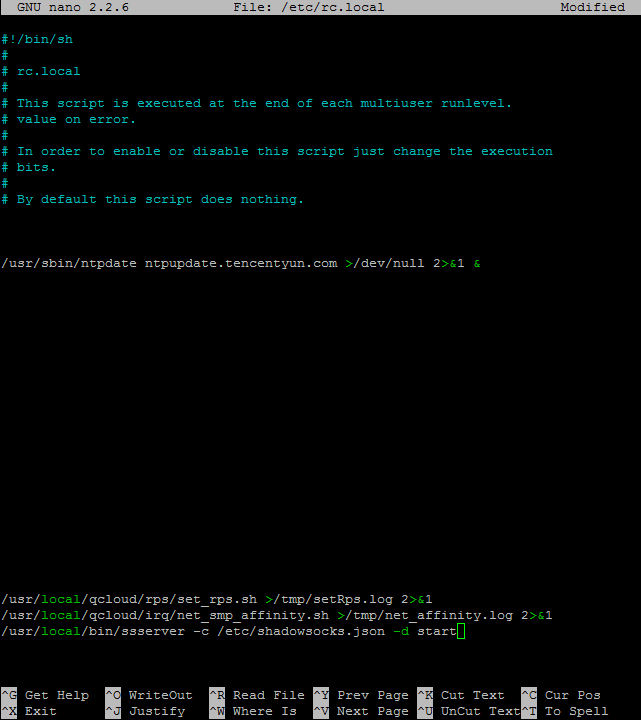 GNU nano 2.2.6 File: /etc/rc.local Modified
#!/bin/sh
#
# rc.local
#
# This script is executed at the end of each multiuser runlevel.
# value on error.
#
# In order to enable or disable this script just change the execution
# bits.
#
# By default this script does nothing.
/usr/sbin/ntpdate ntpupdate.tencentyun.com >/dev/null 2>&1 &
/usr/local/qcloud/rps/set_rps.sh >/tmp/setRps.log 2>&1
/usr/local/qcloud/irq/net_smp_affinity.sh >/tmp/net_affinity.log 2>&1
/usr/local/bin/ssserver -c /etc/shadowsocks.json -d start
^G Get Help ^O WriteOut ^R Read File ^Y Prev Page ^K Cut Text ^C Cur Pos
^X Exit ^J Justify ^W Where Is ^V Next Page ^U UnCut Text^T To Spell